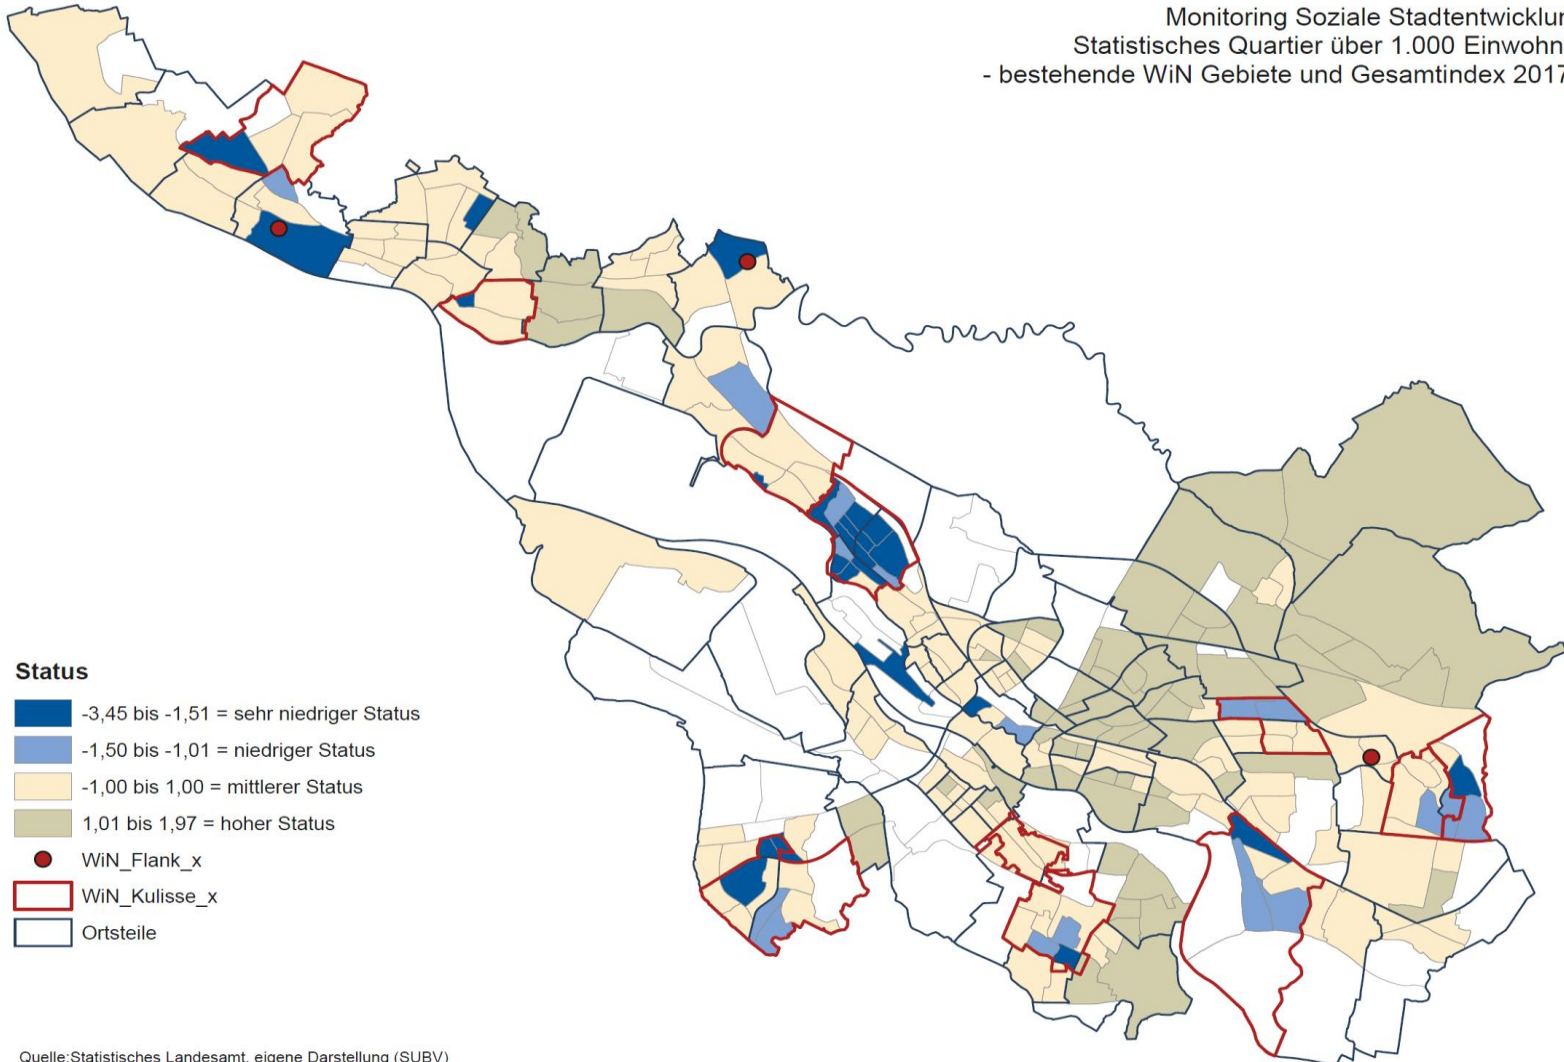 Monitoring Soziale Stadtentwicklun
Statistisches Quartier über 1.000 Einwohn
- bestehende WiN Gebiete und Gesamtindex 2017
Status
-3,45 bis -1,51 = sehr niedriger Status
-1,50 bis -1,01 = niedriger Status
-1,00 bis 1,00 = mittlerer Status
1,01 bis 1,97 = hoher Status
WiN_Flank_x
WiN_Kulisse_x
Ortsteile
Quelle:Statistisches Landesamt, eigene Darstellung (SUBV)